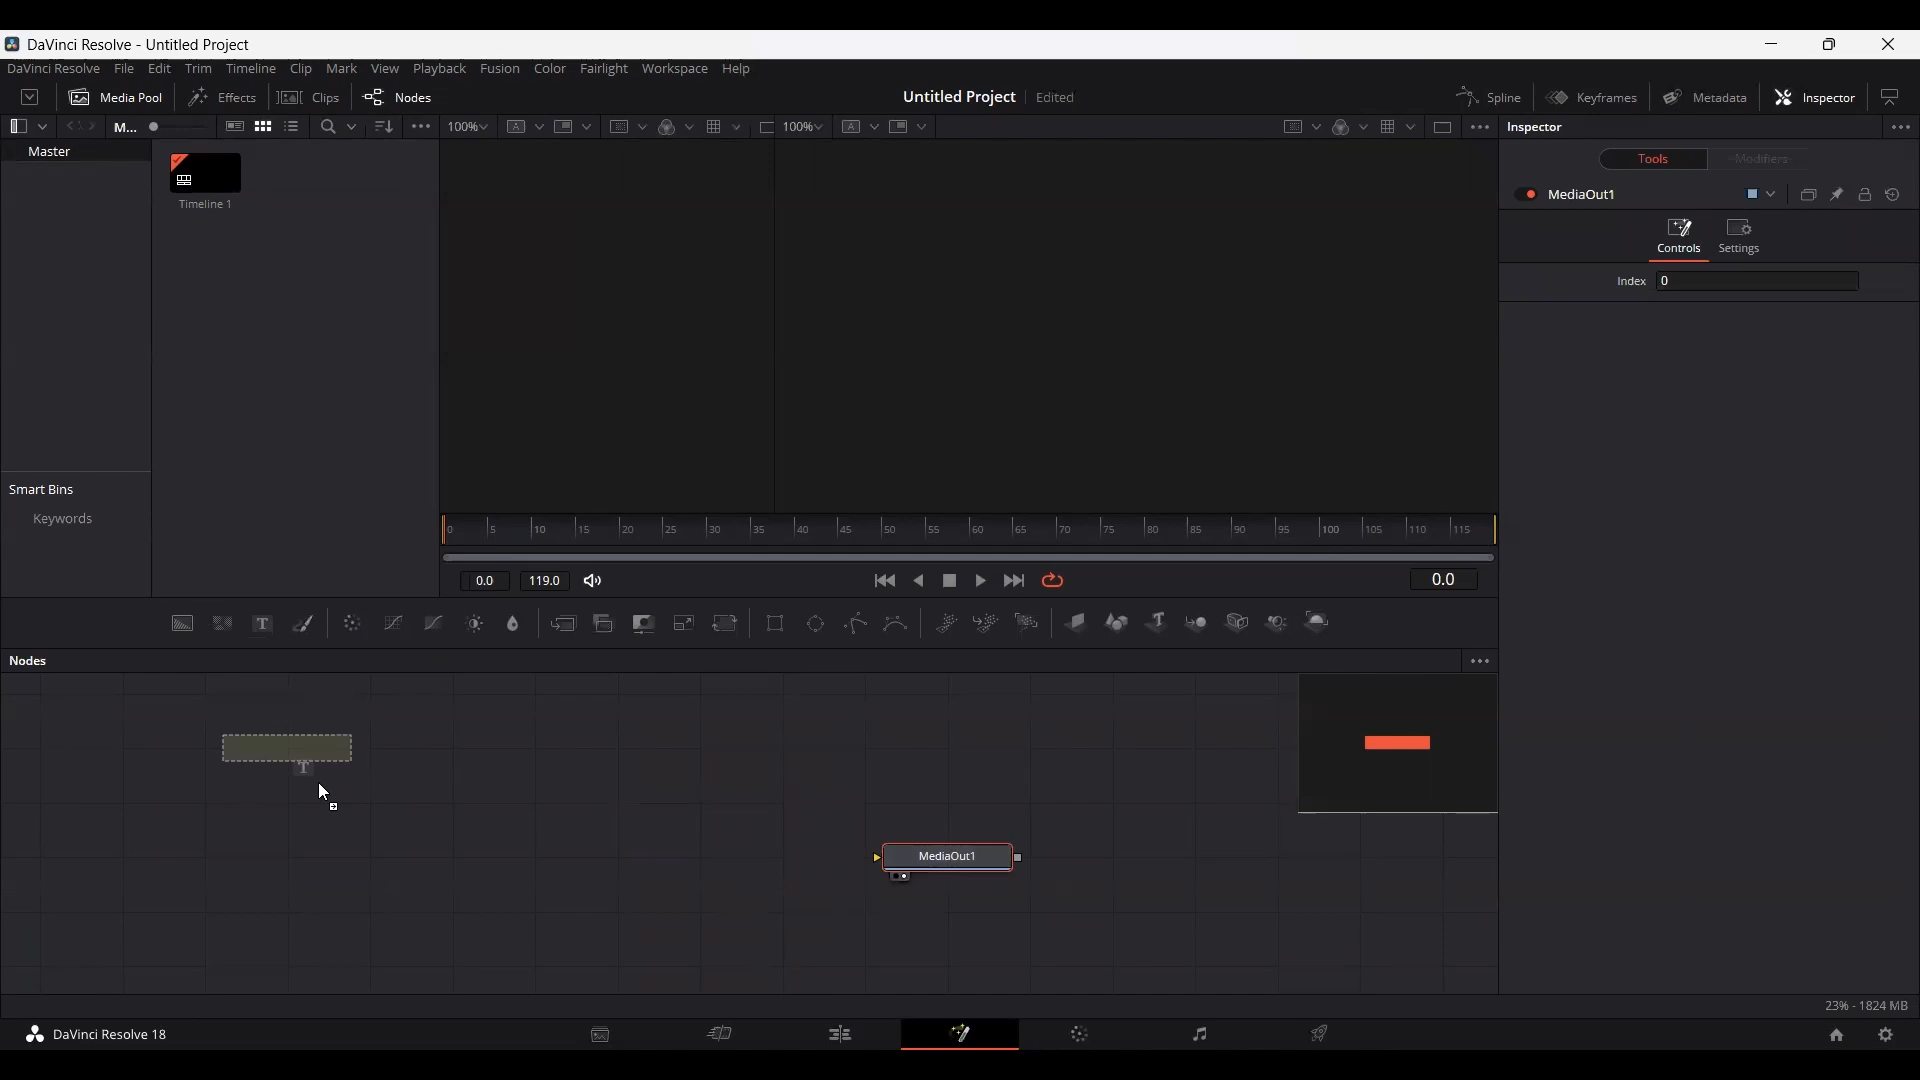 DaVinci Resolve - Untitled Project
DaVinci Resolve File Edit Trim Timeline Clip Mark View Playback Fusion Color Fairlight Workspace Help
Media Pool Effects Clips Nodes Untitled Project Edited Spline Keyframes Metadata Inspector
M... 100% A 100% A Inspector
Master
Tools Modifiers
Timeline 1
MediaOut1
Controls Settings
Index 0
Smart Bins
Keywords
0 5 10 15 20 25 30 35 40 45 50 55 60 65 70 75 80 85 90 95 100 105 110 115
0.0 119.0 0.0
T T
Nodes
T
MediaOut1
23% - 1824 MB
DaVinci Resolve 18